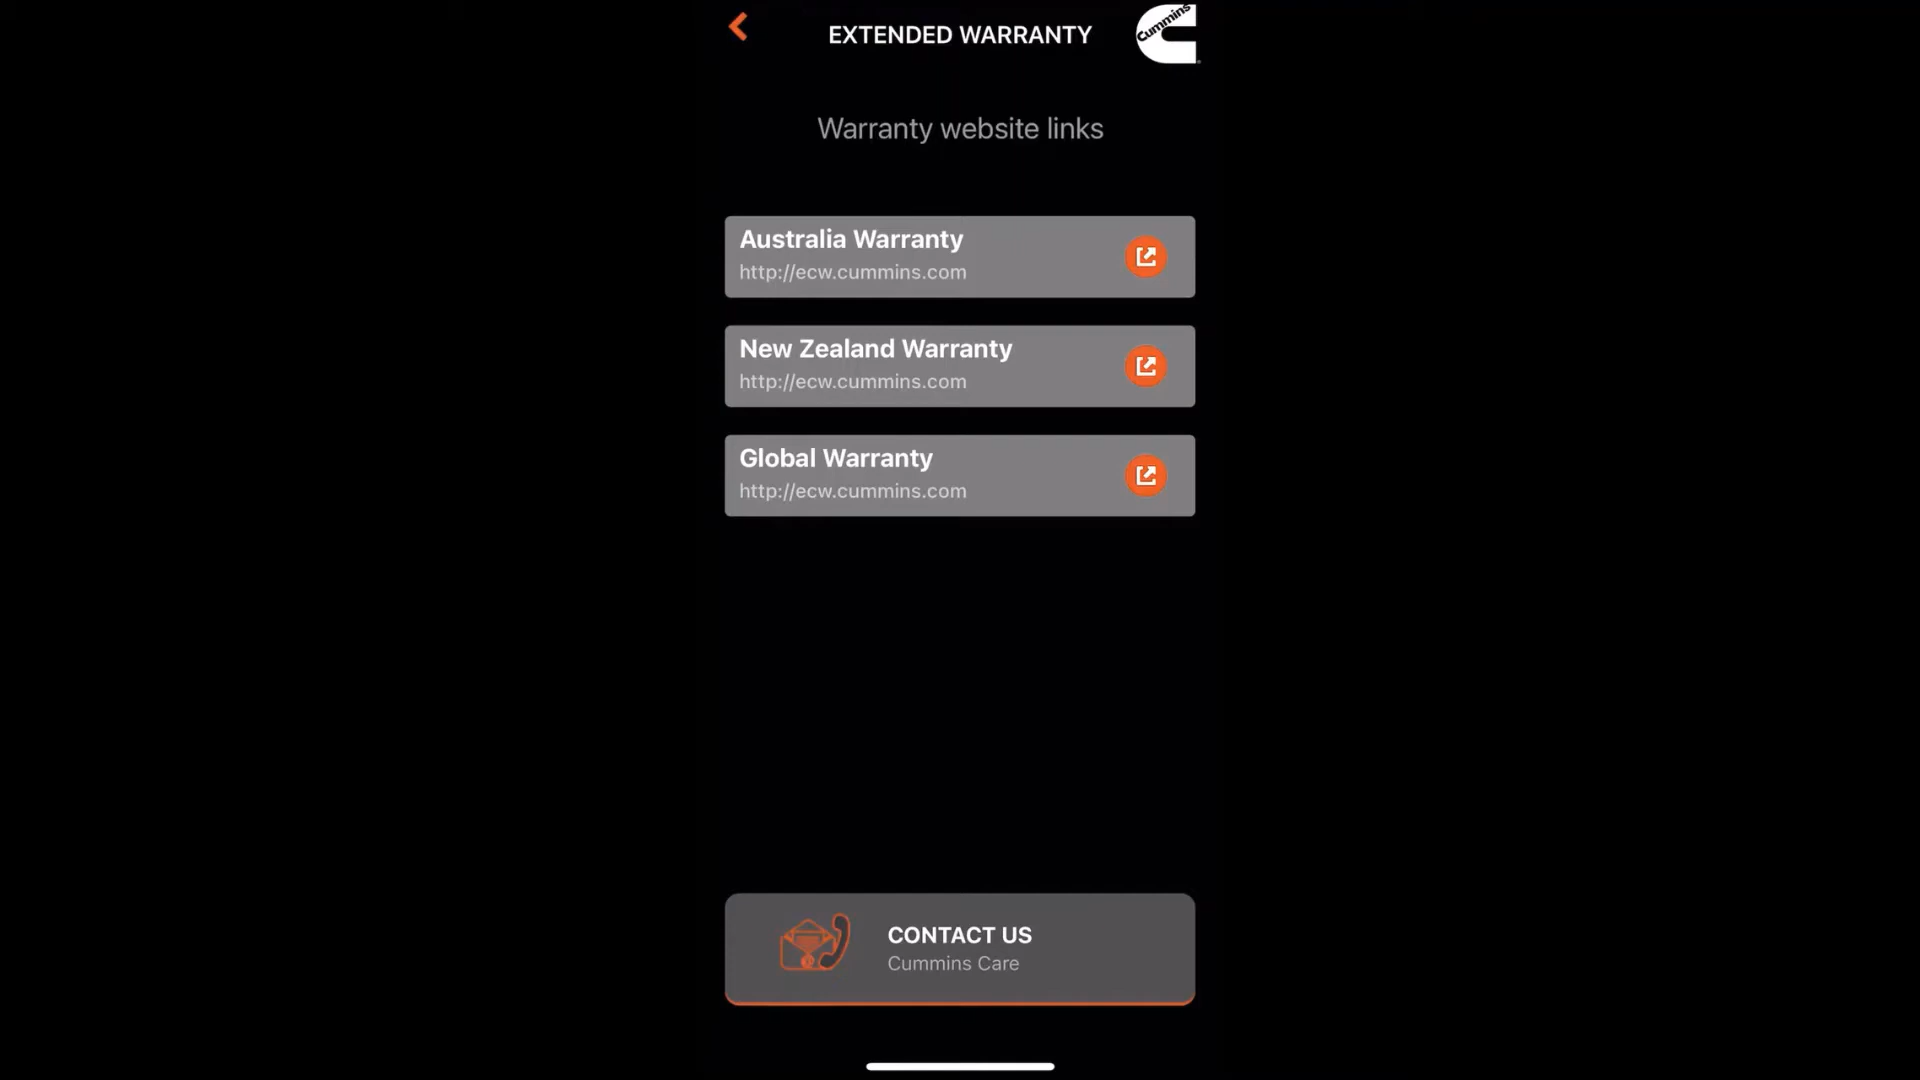 EXTENDED WARRANTY
Cummins
Warranty website links
Australia Warranty
http://ecw.cummins.com
New Zealand Warranty
http://ecw.cummins.com
Global Warranty
http://ecw.cummins.com
CONTACT US
Cummins Care